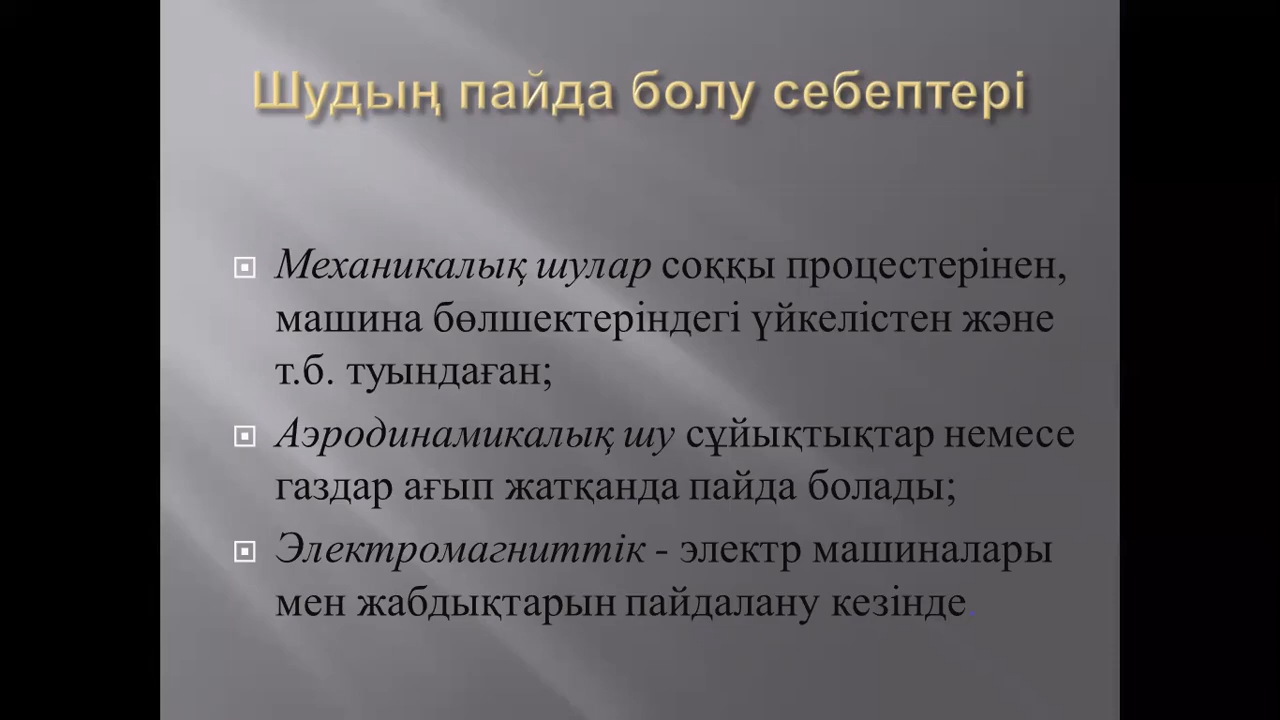 Шудың пайда болу себептері
Механикалық шулар соққы процестерінен,
машина бөлшектеріндегі үйкелістен және
т.б. туындаған;
Аэродинамикалық шу сұйықтықтар немесе
газдар ағып жатқанда пайда болады;
Электромагниттік - электр машиналары
мен жабдықтарын пайдалану кезінде.